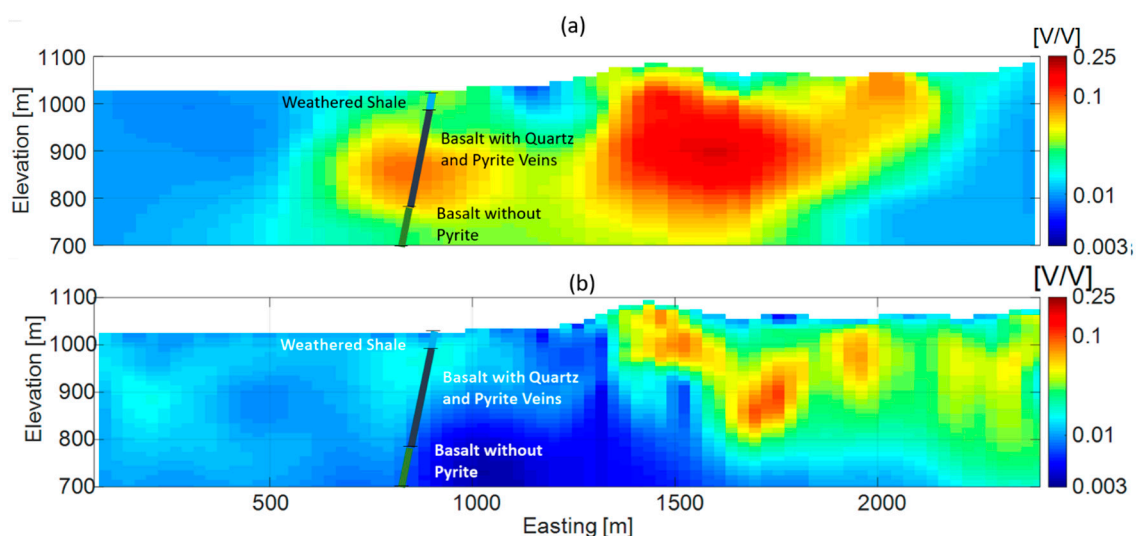 (a)
[V/V]
1100
1000
900
800
700
Elevation [m]
Weathered Shale
Basalt with Quartz
and Pyrite Veins
Basalt without
Pyrite
0.25
0.1
0.01
0.003
(b)
[V/V]
1100
1000
900
800
700
Elevation [m]
Weathered Shale
Basalt with Quartz
and Pyrite Veins
Basalt without
Pyrite
0.25
0.1
0.01
0.003
500
1000
1500
2000
Easting [m]